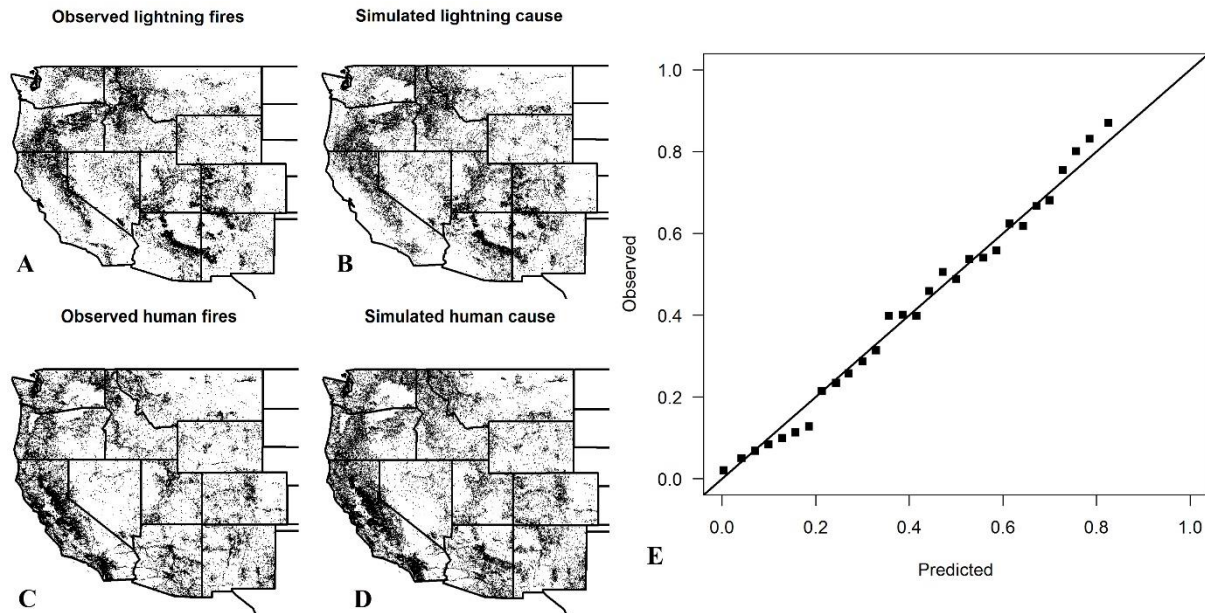 Observed lightning fires
Simulated lightning cause
A
B
Observed human fires
Simulated human cause
C
D
1.0
0.8
0.6
0.4
0.2
0.0
Observed
0.0 0.2 0.4 0.6 0.8 1.0
Predicted
E